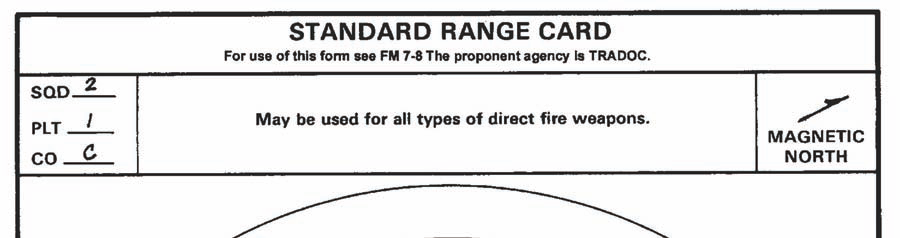 STANDARD RANGE CARD
For use of this form see FM 7-8 The proponent agency is TRADOC.
SQD 2
PLT 1
CO C
May be used for all types of direct fire weapons.
MAGNETIC
NORTH